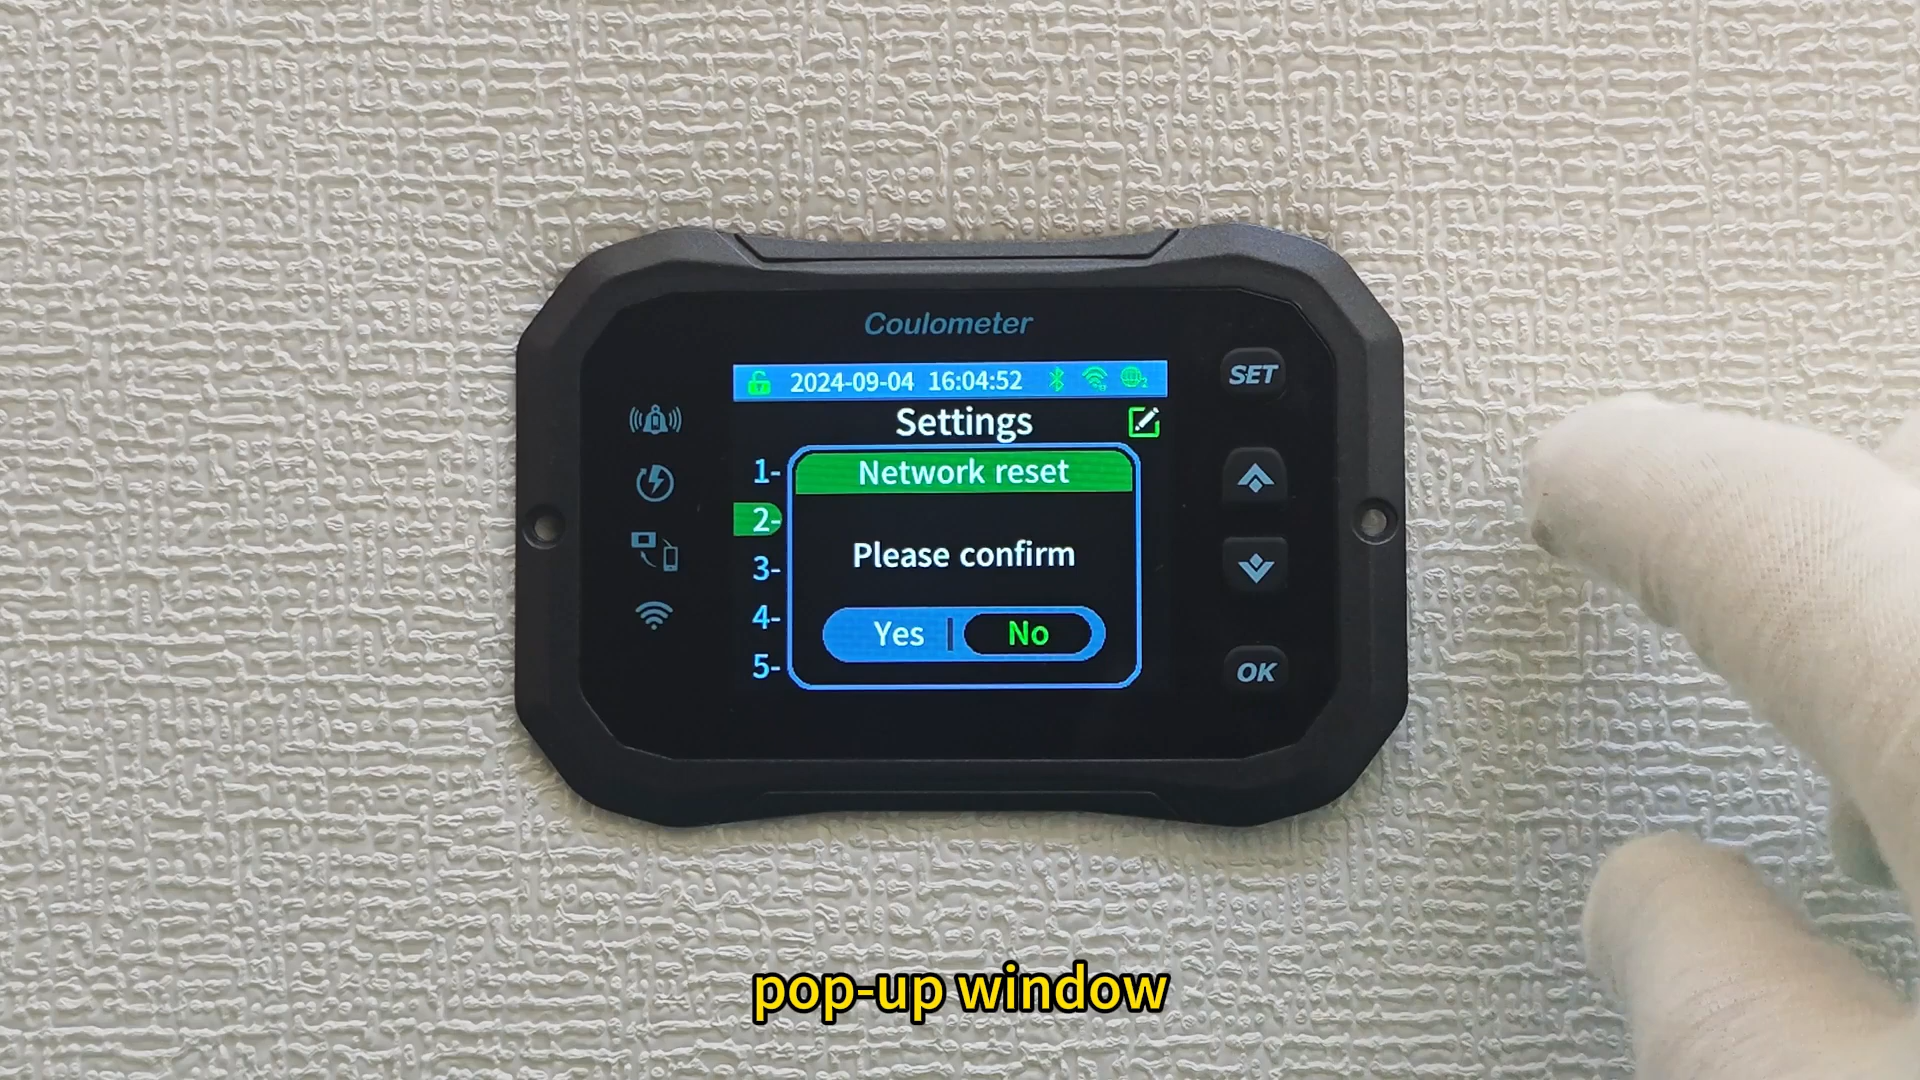 Coulometer
2024-09-04 16:04:52
SET
Settings
1-
Network reset
2-
Please confirm
3-
4-
Yes | No
5-
OK
pop-up window